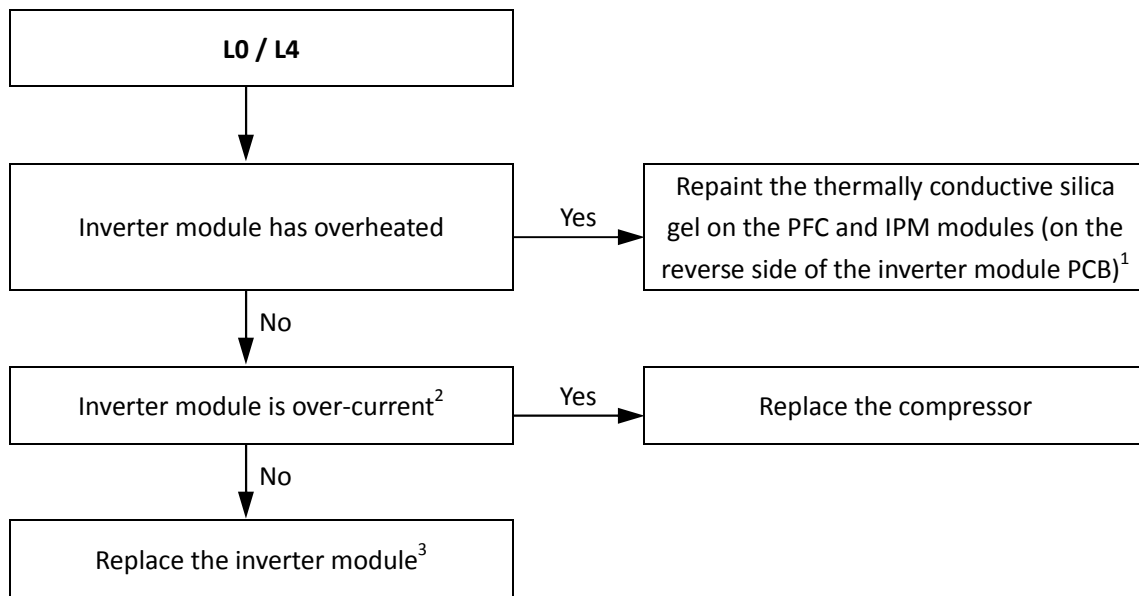 L0 / L4
Inverter module has overheated
Yes
Repaint the thermally conductive silica
gel on the PFC and IPM modules (on the
reverse side of the inverter module PCB)1
No
Inverter module is over-current2
Yes
Replace the compressor
No
Replace the inverter module3